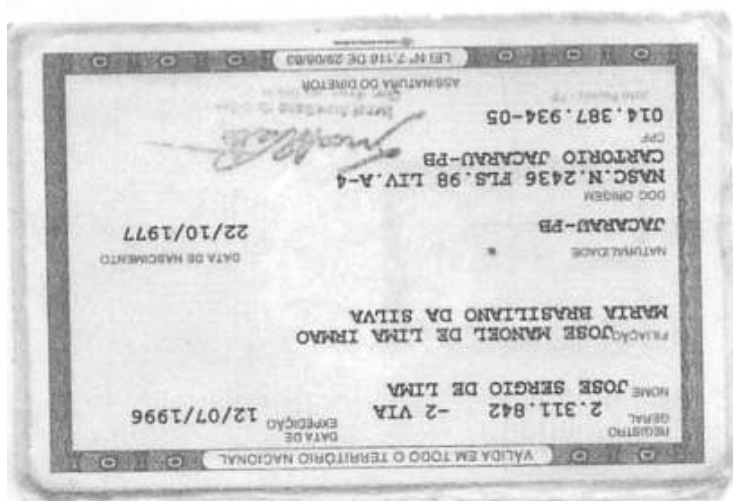 VÁLIDA EM TODO O TERRITÓRIO NACIONAL
REGISTRO GERAL 2.311.842 -2 VIA DATA DE EXPEDIÇÃO 12/07/1996
NOME JOSE SERGIO DE LIMA
FILIAÇÃO JOSE MANOEL DE LIMA IRMAO
MARIA BRASILIANO DA SILVA
NATURALIDADE DATA DE NASCIMENTO
JACARAU-PB 22/10/1977
DOC ORIGEM
NASC.N.2436 FLS.98 LIV.A-4
CARTORIO JACARAU-PB
CPF
014.387.934-05
ASSINATURA DO DIRETOR
LEI Nº 7.116 DE 29/08/83